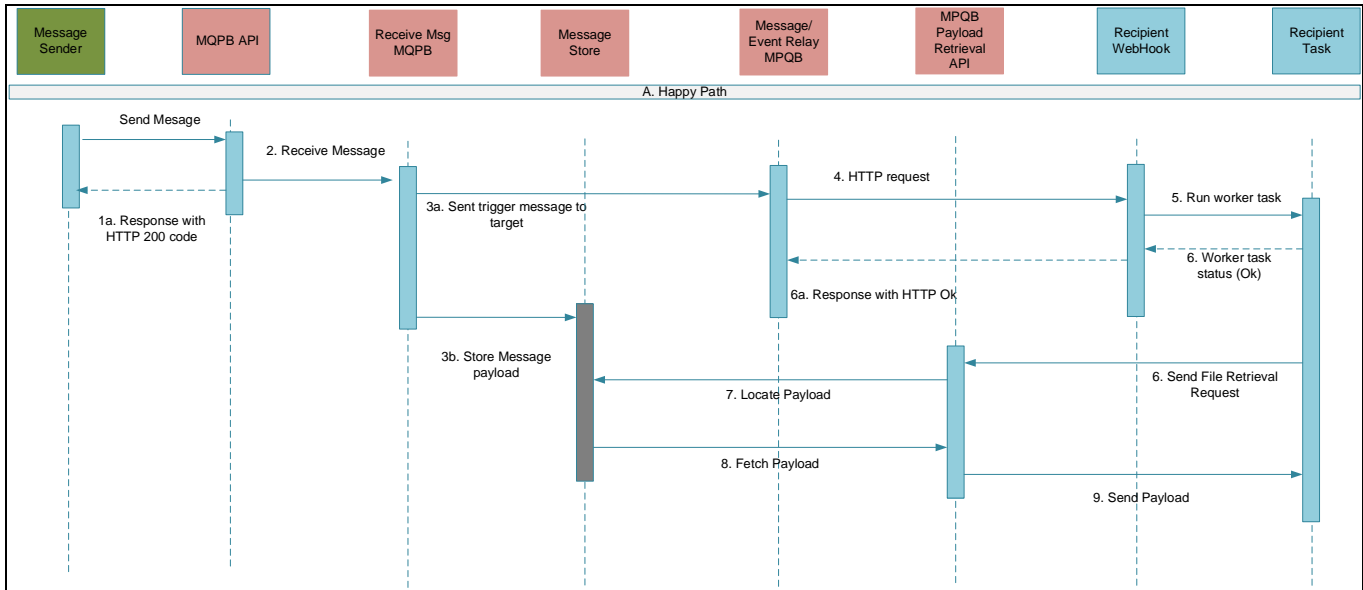 Message
Sender
MQPB API
Receive Msg
MQPB
Message
Store
Message/
Event Relay
MPQB
MPQB
Payload
Retrieval
API
Recipient
WebHook
Recipient
Task
A. Happy Path
Send Mesage
2. Receive Message
1a. Response with
HTTP 200 code
3a. Sent trigger message to
target
4. HTTP request
5. Run worker task
6. Worker task
status (Ok)
6a. Response with HTTP Ok
3b. Store Message
payload
6. Send File Retrieval
Request
7. Locate Payload
8. Fetch Payload
9. Send Payload